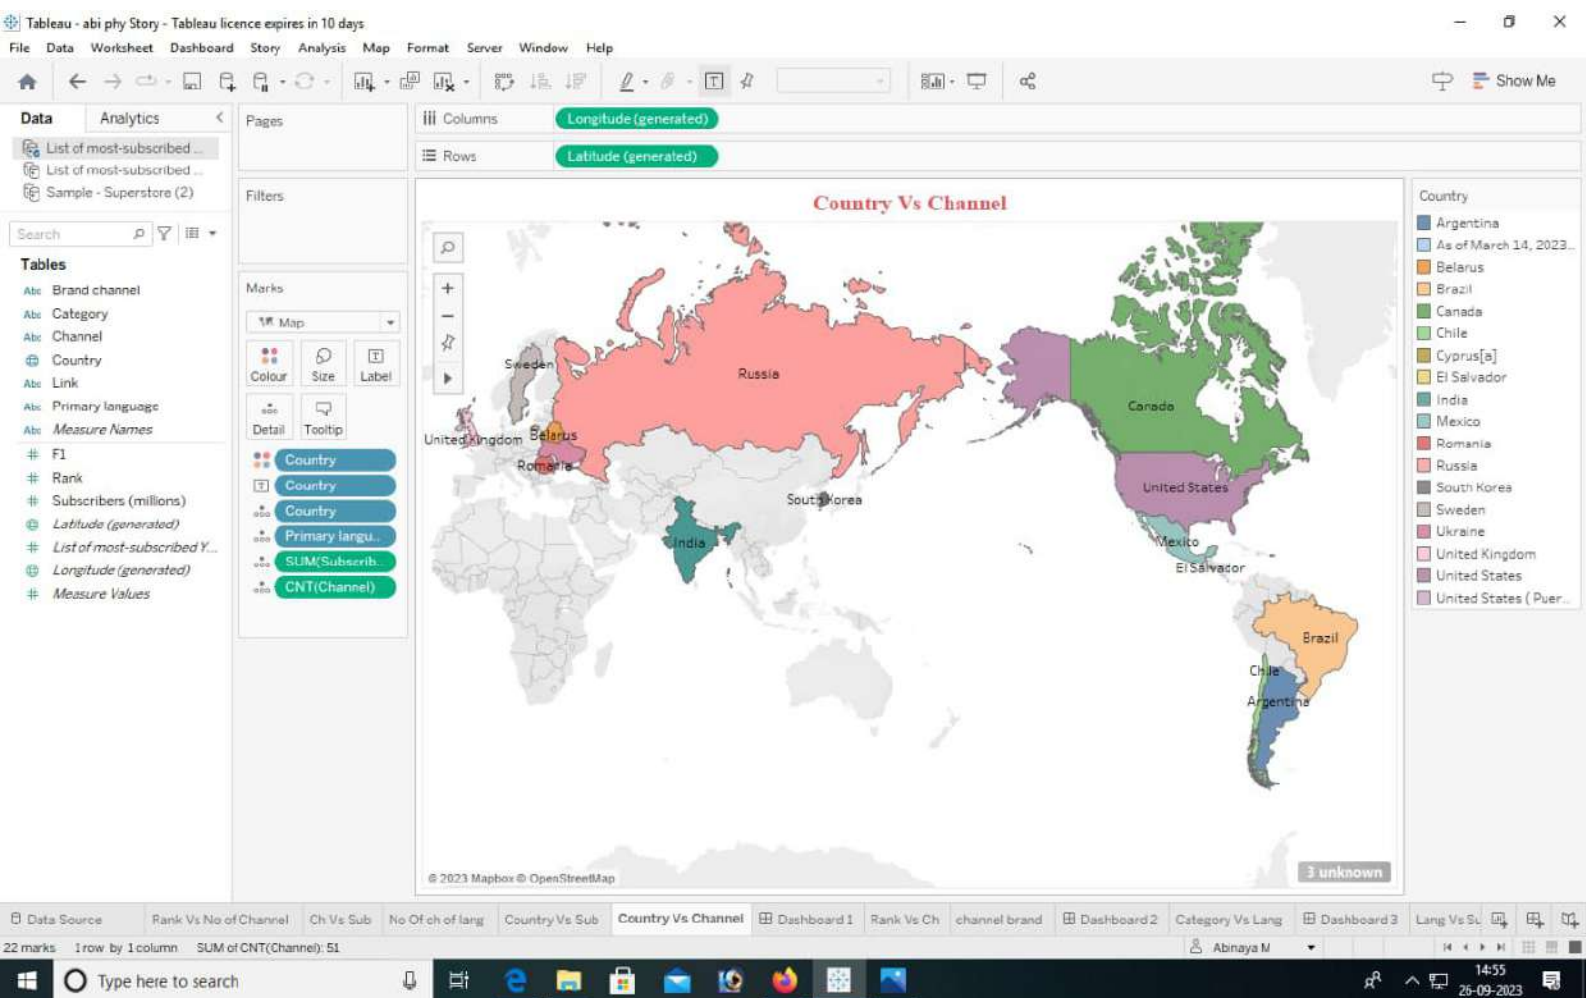 Tableau - abi phy Story - Tableau licence expires in 10 days
File Data Worksheet Dashboard Story Analysis Map Format Server Window Help
Show Me
Data Analytics
List of most-subscribed ...
List of most-subscribed ...
Sample - Superstore (2)
Search
Tables
Abc Brand channel
Abc Category
Abc Channel
Country
Abc Link
Abc Primary language
Abc Measure Names
# F1
# Rank
# Subscribers (millions)
Latitude (generated)
# List of most-subscribed Y...
Longitude (generated)
# Measure Values
Pages
Filters
Marks
Map
Colour Size Label
Detail Tooltip
Country
Country
Country
Primary langu..
SUM(Subscrib..
CNT(Channel)
Columns Longitude (generated)
Rows Latitude (generated)
Country Vs Channel
Sweden
Russia
Canada
United Kingdom
Belarus
Romania
South Korea
United States
India
Mexico
El Salvador
Brazil
Chile
Argentina
© 2023 Mapbox © OpenStreetMap
3 unknown
Country
Argentina
As of March 14, 2023...
Belarus
Brazil
Canada
Chile
Cyprus[a]
El Salvador
India
Mexico
Romania
Russia
South Korea
Sweden
Ukraine
United Kingdom
United States
United States ( Puer...
Data Source Rank Vs No of Channel Ch Vs Sub No Of ch of lang Country Vs Sub Country Vs Channel Dashboard 1 Rank Vs Ch channel brand Dashboard 2 Category Vs Lang Dashboard 3 Lang Vs Su
22 marks 1 row by 1 column SUM of CNT(Channel): 51
Abinaya M
Type here to search
14:55
26-09-2023